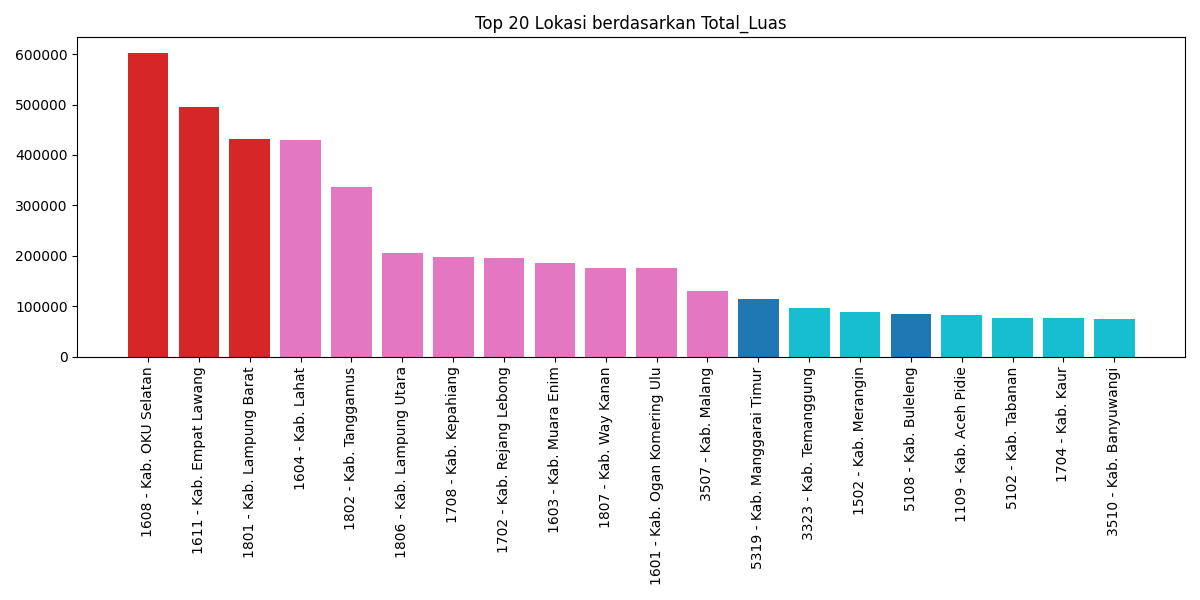 Top 20 Lokasi berdasarkan Total_Luas
600000
500000
400000
300000
200000
100000
0
1608 - Kab. OKU Selatan
1611 - Kab. Empat Lawang
1801 - Kab. Lampung Barat
1604 - Kab. Lahat
1802 - Kab. Tanggamus
1806 - Kab. Lampung Utara
1708 - Kab. Kepahiang
1702 - Kab. Rejang Lebong
1603 - Kab. Muara Enim
1807 - Kab. Way Kanan
1601 - Kab. Ogan Komering Ulu
3507 - Kab. Malang
5319 - Kab. Manggarai Timur
3323 - Kab. Temanggung
1502 - Kab. Merangin
5108 - Kab. Buleleng
1109 - Kab. Aceh Pidie
5102 - Kab. Tabanan
1704 - Kab. Kaur
3510 - Kab. Banyuwangi